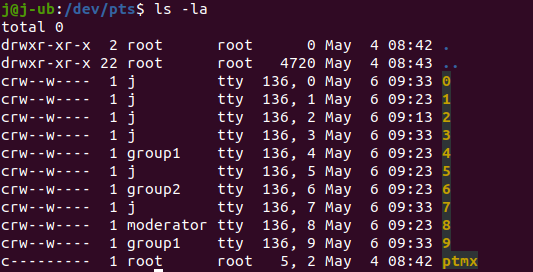 j@j-ub:/dev/pts$ ls -la
total 0
drwxr-xr-x  2 root      root       0 May  4 08:42 .
drwxr-xr-x 22 root      root    4720 May  4 08:43 ..
crw--w----  1 j         tty  136, 0 May  6 09:33 0
crw--w----  1 j         tty  136, 1 May  6 09:23 1
crw--w----  1 j         tty  136, 2 May  6 09:13 2
crw--w----  1 j         tty  136, 3 May  6 09:33 3
crw--w----  1 group1    tty  136, 4 May  6 09:23 4
crw--w----  1 j         tty  136, 5 May  6 09:23 5
crw--w----  1 group2    tty  136, 6 May  6 09:23 6
crw--w----  1 j         tty  136, 7 May  6 09:33 7
crw--w----  1 moderator tty  136, 8 May  6 09:23 8
crw--w----  1 group1    tty  136, 9 May  6 09:33 9
c---------  1 root      root   5, 2 May  4 08:42 ptmx